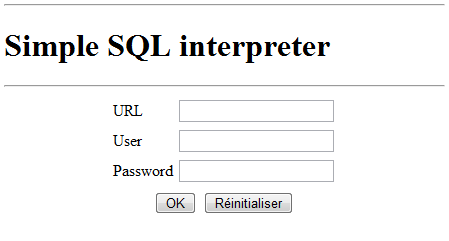 Simple SQL interpreter
URL
User
Password
OK Réinitialiser